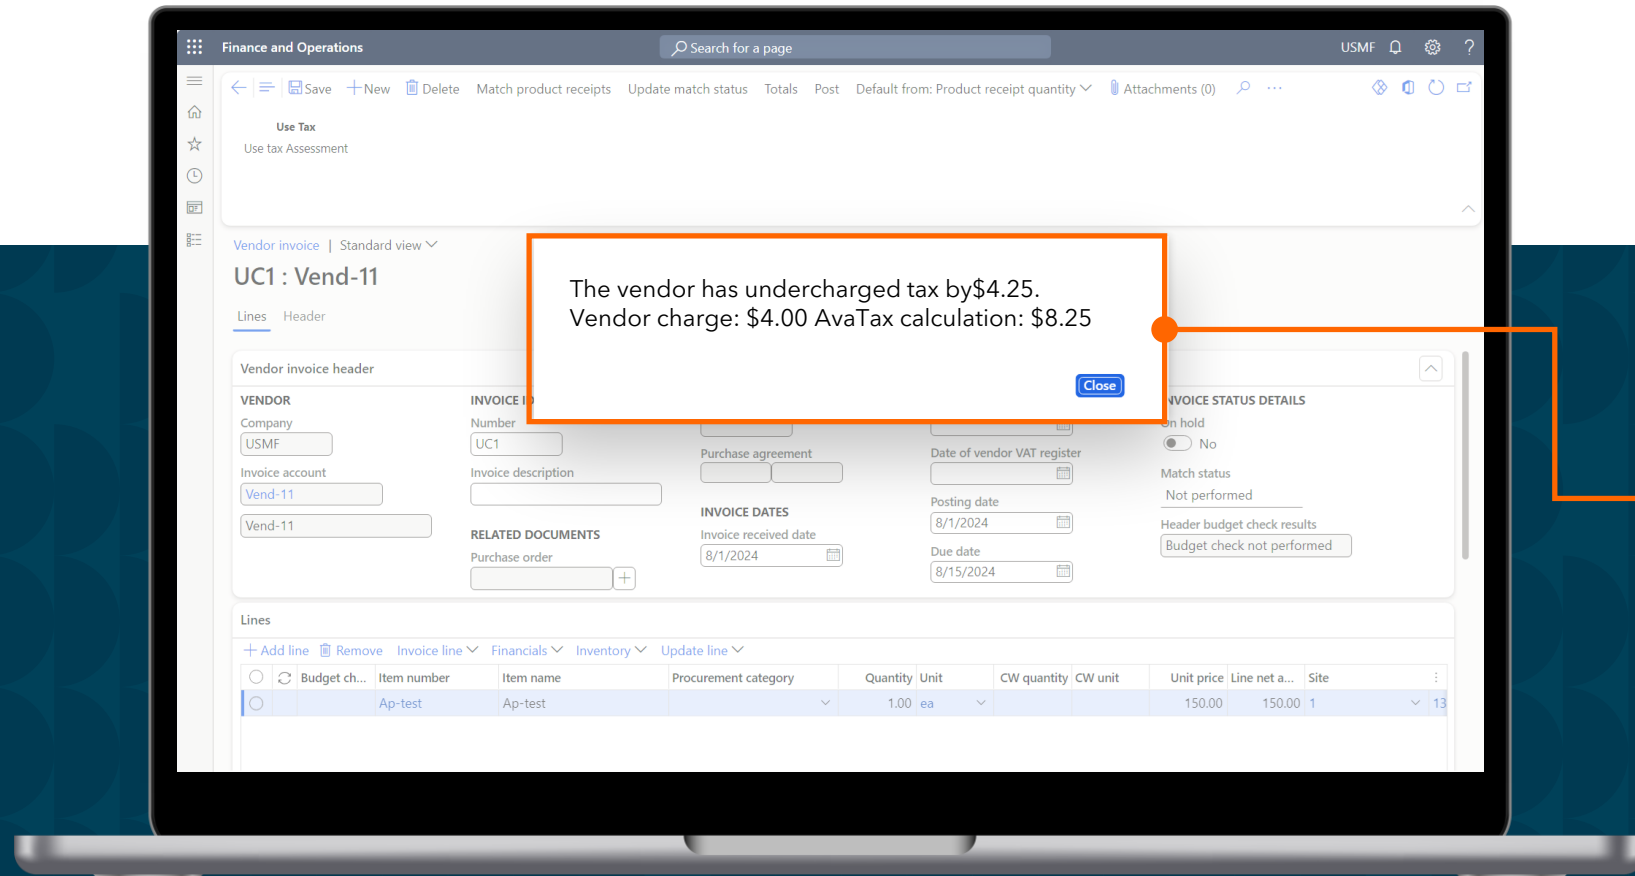 Finance and Operations
Search for a page
USMF
?
Save
New
Delete
Match product receipts
Update match status
Totals
Post
Default from: Product receipt quantity
Attachments (0)
Use Tax
Use tax Assessment
Vendor invoice | Standard view
UC1 : Vend-11
Lines
Header
The vendor has undercharged tax by$4.25.
Vendor charge: $4.00 AvaTax calculation: $8.25
Close
Vendor invoice header
VENDOR
Company
USMF
Invoice account
Vend-11
Vend-11
INVOICE
Number
UC1
Invoice description
RELATED DOCUMENTS
Purchase order
Purchase agreement
INVOICE DATES
Invoice received date
8/1/2024
Date of vendor VAT register
Posting date
8/1/2024
Due date
8/15/2024
INVOICE STATUS DETAILS
On hold
No
Match status
Not performed
Header budget check results
Budget check not performed
Lines
Add line
Remove
Invoice line
Financials
Inventory
Update line
Budget ch... Item number Item name Procurement category Quantity Unit CW quantity CW unit Unit price Line net a... Site
Ap-test Ap-test 1.00 ea 150.00 150.00 1 13